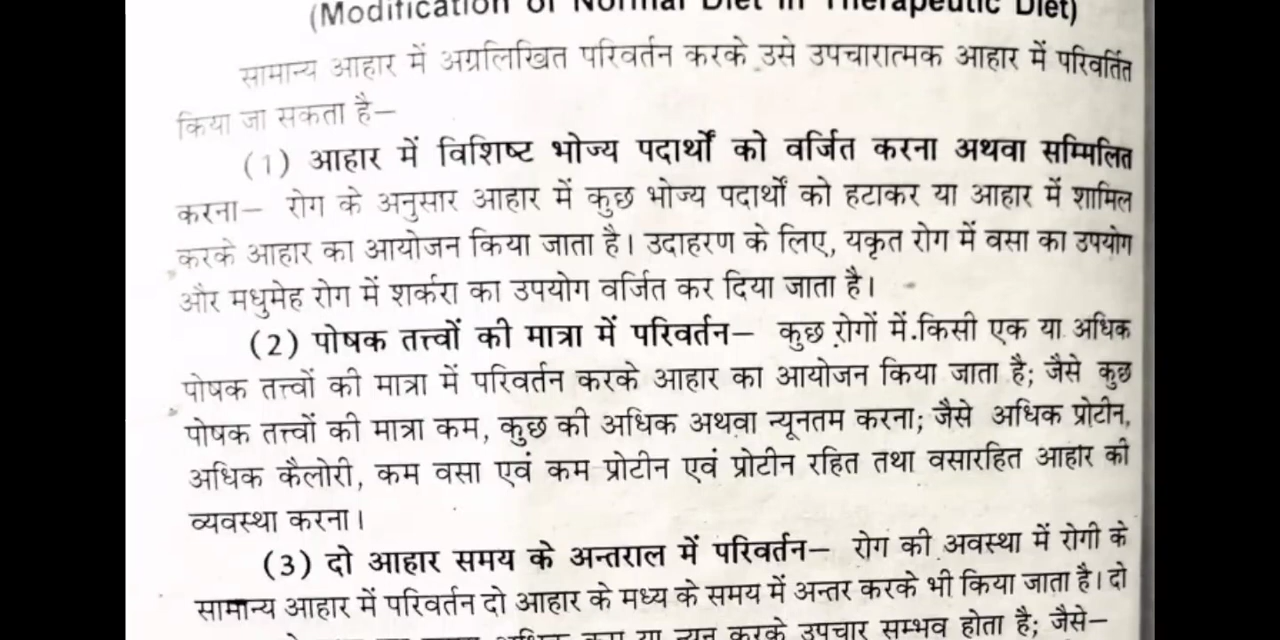 (Modification of Normal Diet in Therapeutic Diet)
सामान्य आहार में अग्रलिखित परिवर्तन करके उसे उपचारात्मक आहार में परिवर्तित
किया जा सकता है–
(1) आहार में विशिष्ट भोज्य पदार्थों को वर्जित करना अथवा सम्मिलित
करना– रोग के अनुसार आहार में कुछ भोज्य पदार्थों को हटाकर या आहार में शामिल
करके आहार का आयोजन किया जाता है। उदाहरण के लिए, यकृत रोग में वसा का उपयोग
और मधुमेह रोग में शर्करा का उपयोग वर्जित कर दिया जाता है।
(2) पोषक तत्त्वों की मात्रा में परिवर्तन– कुछ रोगों में किसी एक या अधिक
पोषक तत्त्वों की मात्रा में परिवर्तन करके आहार का आयोजन किया जाता है; जैसे कुछ
पोषक तत्त्वों की मात्रा कम, कुछ की अधिक अथवा न्यूनतम करना; जैसे अधिक प्रोटीन,
अधिक कैलोरी, कम वसा एवं कम प्रोटीन एवं प्रोटीन रहित तथा वसारहित आहार की
व्यवस्था करना।
(3) दो आहार समय के अन्तराल में परिवर्तन– रोग की अवस्था में रोगी के
सामान्य आहार में परिवर्तन दो आहार के मध्य के समय में अन्तर करके भी किया जाता है। दो
अधिक कम या न्यून करके उपचार सम्भव होता है; जैसे–